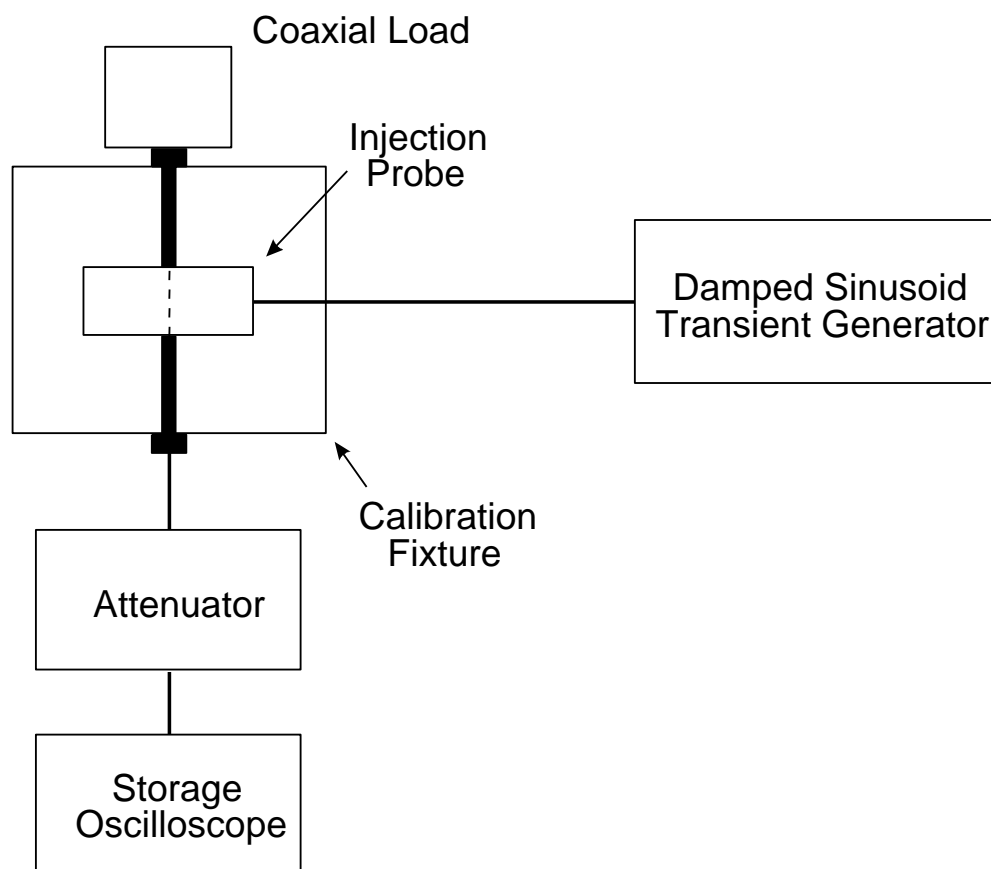 Coaxial Load
Injection
Probe
Damped Sinusoid
Transient Generator
Calibration
Fixture
Attenuator
Storage
Oscilloscope